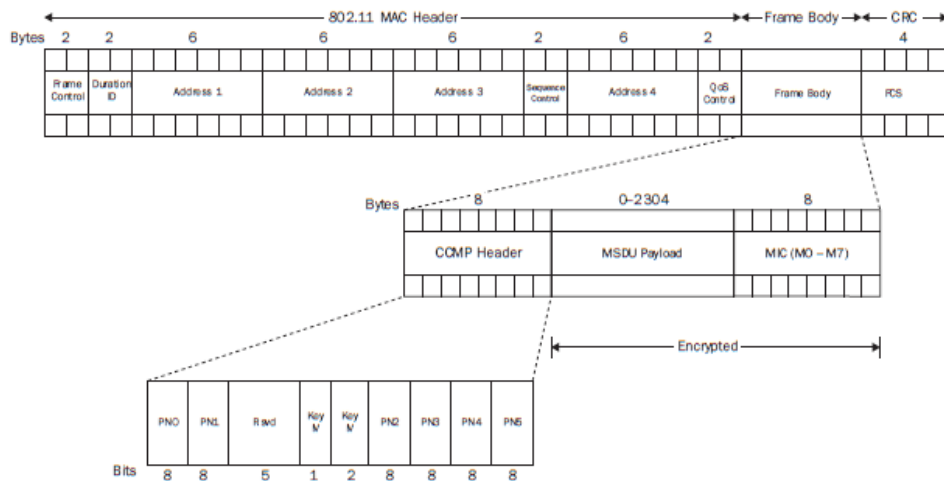 802.11 MAC Header Frame Body CRC
Bytes 2 2 6 6 6 2 6 2 4
Frame Control
Duration ID
Address 1
Address 2
Address 3
Sequence Control
Address 4
QoS Control
Frame Body
FCS
Bytes 8 0–2304 8
CCMP Header
MSDU Payload
MIC (M0 – M7)
Encrypted
PN0
PN1
Rsvd
Key
Key
PN2
PN3
PN4
PN5
Bits 8 8 5 1 2 8 8 8 8